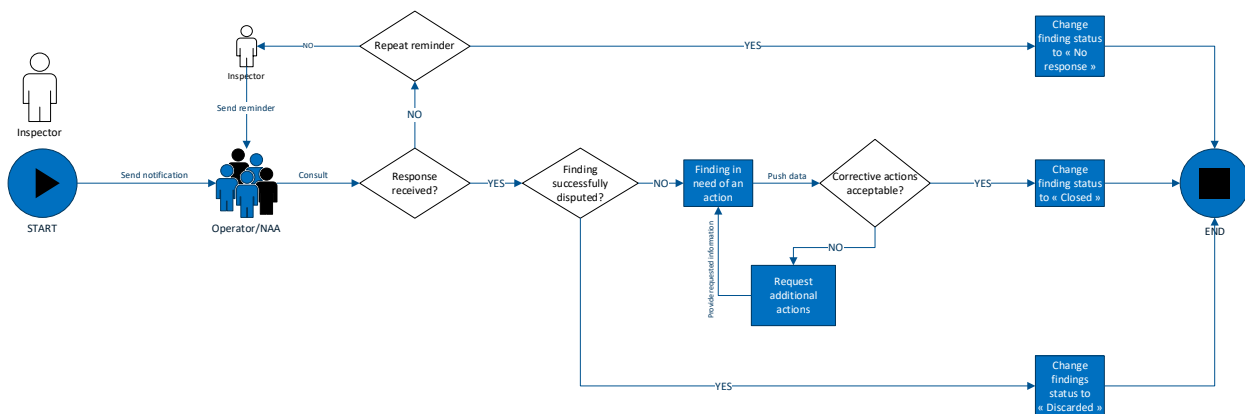 Inspector
START
Send notification
Inspector
Send reminder
Operator/NAA
NO
Repeat reminder
YES
Change
finding status
to « No
response »
NO
Consult
Response
received?
YES
Finding
successfully
disputed?
NO
Finding in
need of an
action
Push data
Corrective actions
acceptable?
YES
Change
finding status
to « Closed »
END
NO
Request
additional
actions
Provide requested information
YES
Change
findings
status to
« Discarded »